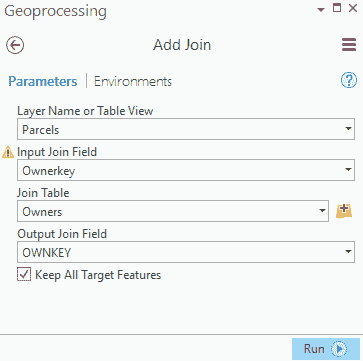 Geoprocessing
Add Join
Parameters Environments
Layer Name or Table View
Parcels
Input Join Field
Ownerkey
Join Table
Owners
Output Join Field
OWNKEY
Keep All Target Features
Run